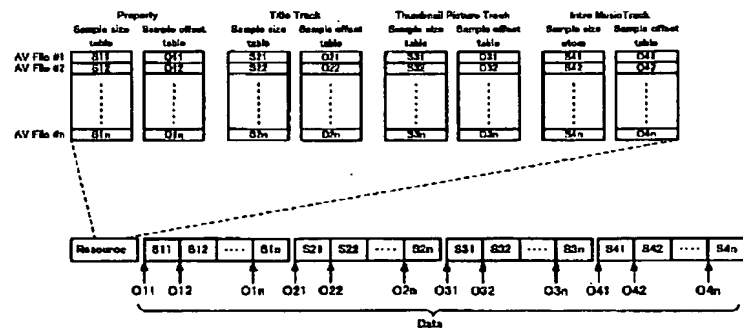 Property Title Track Thumbnail Picture Track Intro Music Track
Sample size table Sample offset table Sample size table Sample offset table Sample size table Sample offset table Sample size atom Sample offset table
AV File #1 S11 O11 S21 O21 S31 O31 S41 O41
AV File #2 S12 O12 S22 O22 S32 O32 S42 O42
AV File #n S1n O1n S2n O2n S3n O3n S4n O4n
Resource S11 S12 ···· S1n S21 S22 ···· S2n S31 S32 ···· S3n S41 S42 ···· S4n
O11 O12 O1n O21 O22 O2n O31 O32 O3n O41 O42 O4n
Data